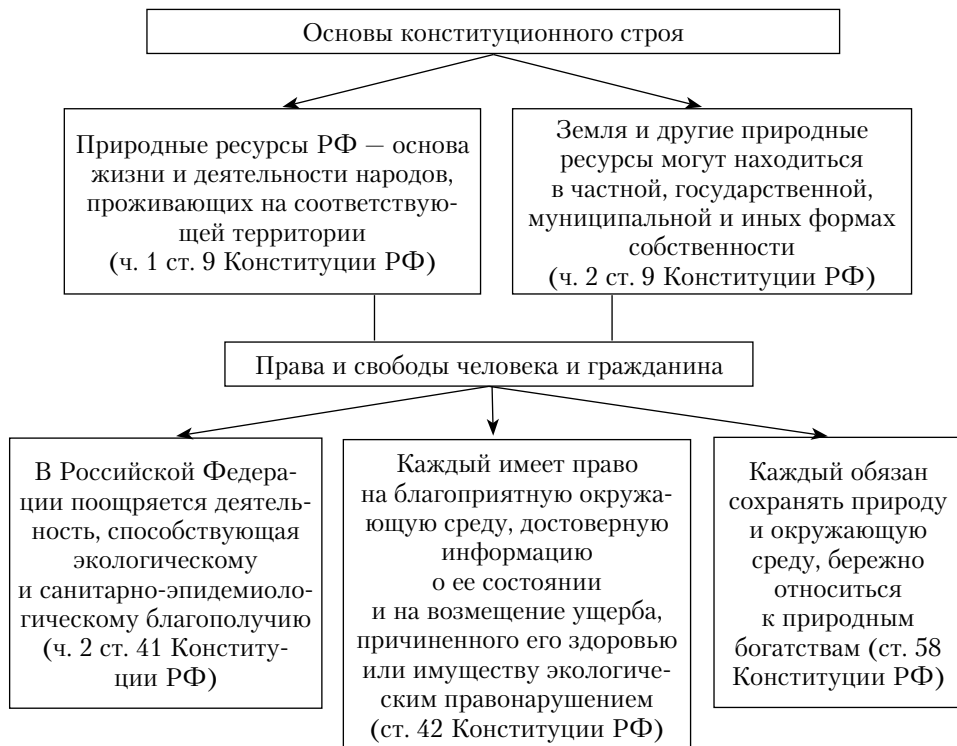 Основы конституционного строя
Природные ресурсы РФ — основа
жизни и деятельности народов,
проживающих на соответствую-
щей территории
(ч. 1 ст. 9 Конституции РФ)
Земля и другие природные
ресурсы могут находиться
в частной, государственной,
муниципальной и иных формах
собственности
(ч. 2 ст. 9 Конституции РФ)
Права и свободы человека и гражданина
В Российской Федера-
ции поощряется деятель-
ность, способствующая
экологическому
и санитарно-эпидемиоло-
гическому благополучию
(ч. 2 ст. 41 Конститу-
ции РФ)
Каждый имеет право
на благоприятную окружа-
ющую среду, достоверную
информацию
о ее состоянии
и на возмещение ущерба,
причиненного его здоровью
или имуществу экологиче-
ским правонарушением
(ст. 42 Конституции РФ)
Каждый обязан
сохранять природу
и окружающую
среду, бережно
относиться
к природным
богатствам (ст. 58
Конституции РФ)